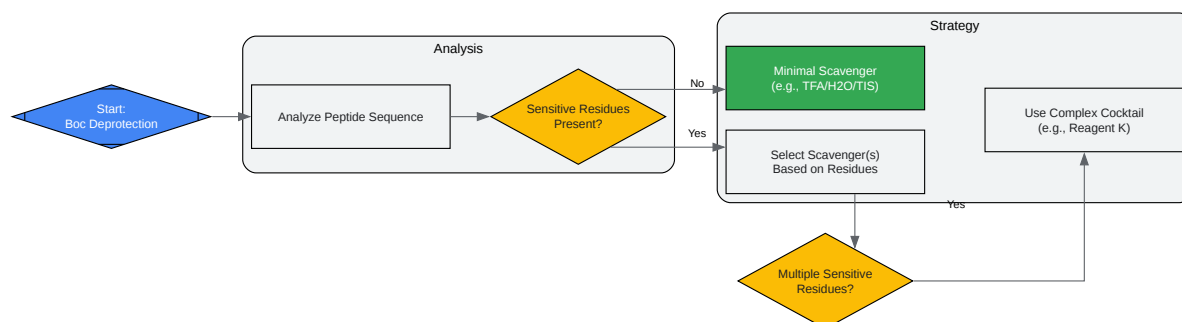 Analysis
Strategy
Start:
Boc Deprotection
Analyze Peptide Sequence
Sensitive Residues
Present?
No
Yes
Minimal Scavenger
(e.g., TFA/H2O/TIS)
Select Scavenger(s)
Based on Residues
Use Complex Cocktail
(e.g., Reagent K)
Yes
Multiple Sensitive
Residues?